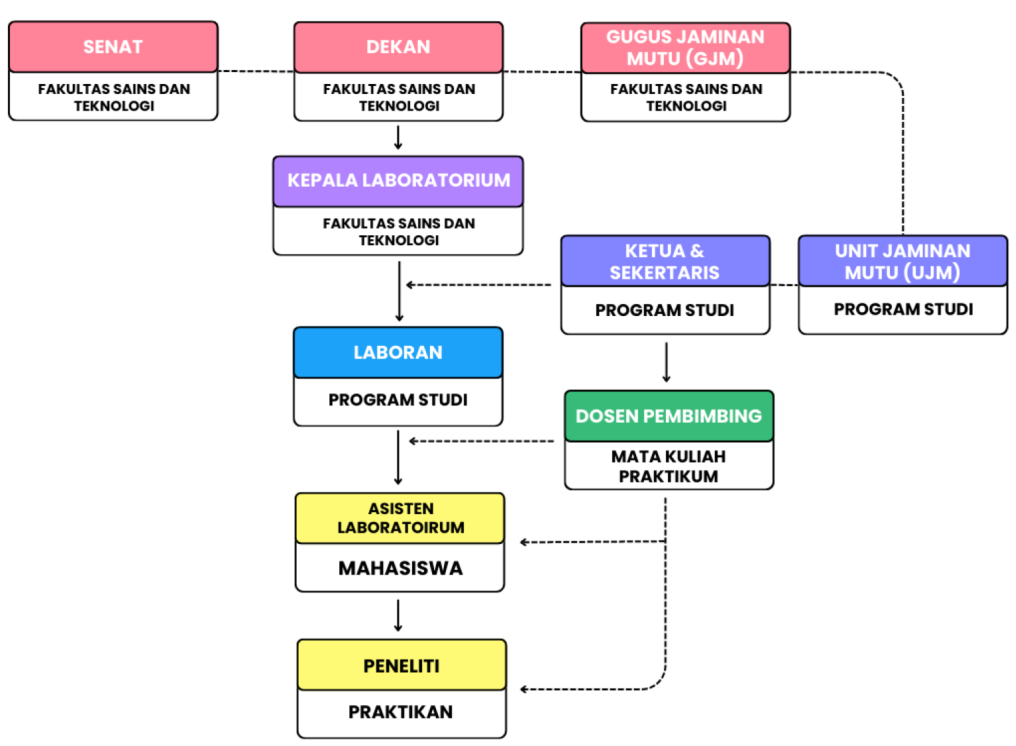 SENAT
FAKULTAS SAINS DAN
TEKNOLOGI
DEKAN
FAKULTAS SAINS DAN
TEKNOLOGI
GUGUS JAMINAN
MUTU (GJM)
FAKULTAS SAINS DAN
TEKNOLOGI
KEPALA LABORATORIUM
FAKULTAS SAINS DAN
TEKNOLOGI
KETUA &
SEKERTARIS
PROGRAM STUDI
UNIT JAMINAN
MUTU (UJM)
PROGRAM STUDI
LABORAN
PROGRAM STUDI
DOSEN PEMBIMBING
MATA KULIAH
PRAKTIKUM
ASISTEN
LABORATOIRUM
MAHASISWA
PENELITI
PRAKTIKAN